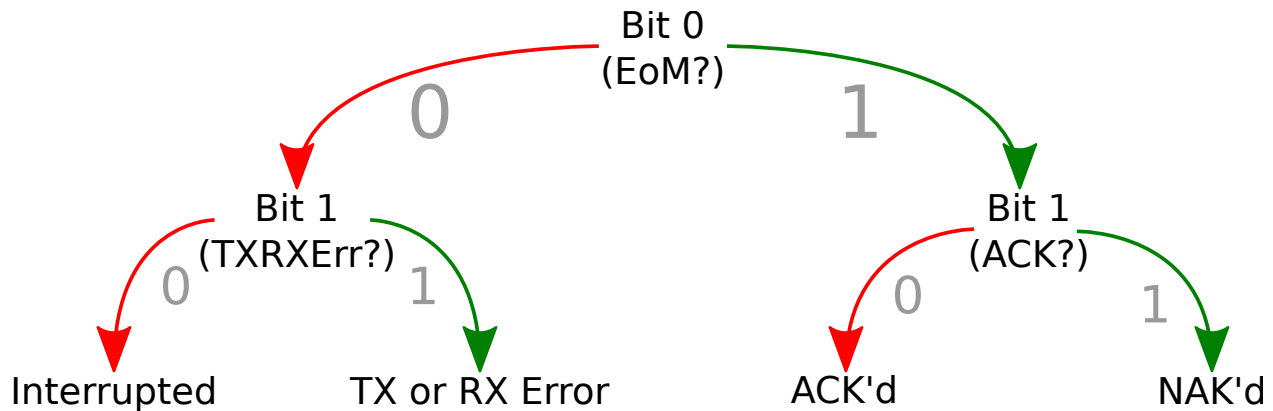 Bit 0
(EoM?)
0
1
Bit 1
(TXRXErr?)
Bit 1
(ACK?)
0
1
0
1
Interrupted
TX or RX Error
ACK'd
NAK'd